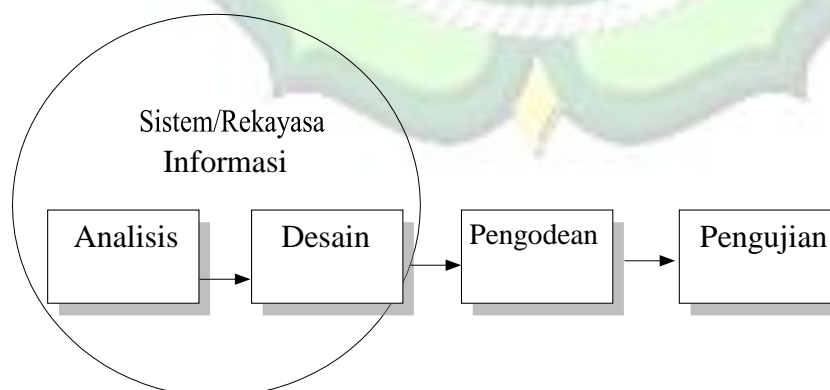 Sistem/Rekayasa
Informasi
Analisis
Desain
Pengodean
Pengujian